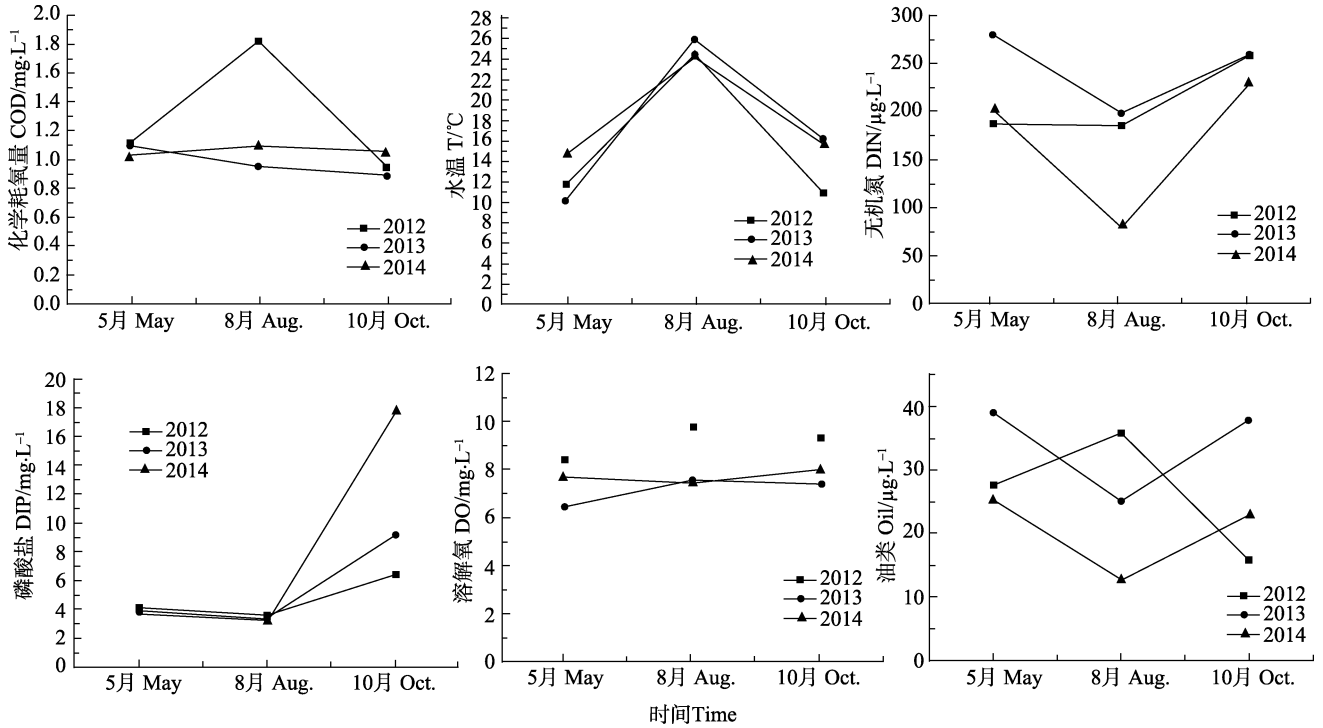 化学耗氧量 COD/mg·L⁻¹
2.0
1.8
1.6
1.4
1.2
1.0
0.8
0.6
0.4
0.2
0.0
2012
2013
2014
5月 May
8月 Aug.
10月 Oct.
水温 T/℃
28
26
24
22
20
18
16
14
12
10
8
6
4
2
0
2012
2013
2014
5月 May
8月 Aug.
10月 Oct.
无机氮 DIN/μg·L⁻¹
300
250
200
150
100
50
0
2012
2013
2014
5月 May
8月 Aug.
10月 Oct.
磷酸盐 DIP/mg·L⁻¹
20
18
16
14
12
10
8
6
4
2
0
2012
2013
2014
5月 May
8月 Aug.
10月 Oct.
溶解氧 DO/mg·L⁻¹
12
10
8
6
4
2
0
2012
2013
2014
5月 May
8月 Aug.
10月 Oct.
油类 Oil/μg·L⁻¹
40
30
20
10
0
2012
2013
2014
5月 May
8月 Aug.
10月 Oct.
时间Time